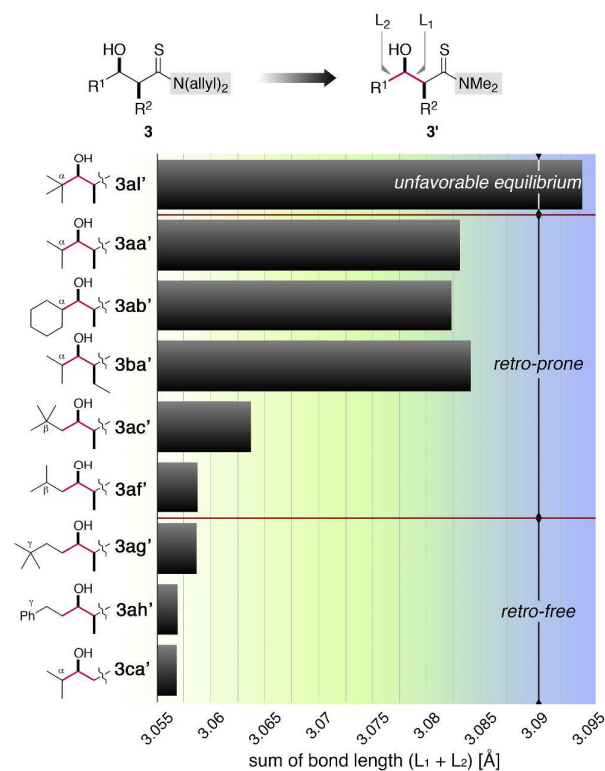 L₂ L₁
HO S
R¹ N(allyl)₂
R²
3
HO S
R¹ NMe₂
R²
3'
OH
α
3al'
unfavorable equilibrium
OH
α
3aa'
OH
α
3ab'
OH
α
3ba'
retro-prone
OH
β
3ac'
OH
β
3af'
OH
γ
3ag'
OH
γ
Ph
3ah'
retro-free
OH
α
3ca'
3.055 3.06 3.065 3.07 3.075 3.08 3.085 3.09 3.095
sum of bond length (L₁ + L₂) [Å]